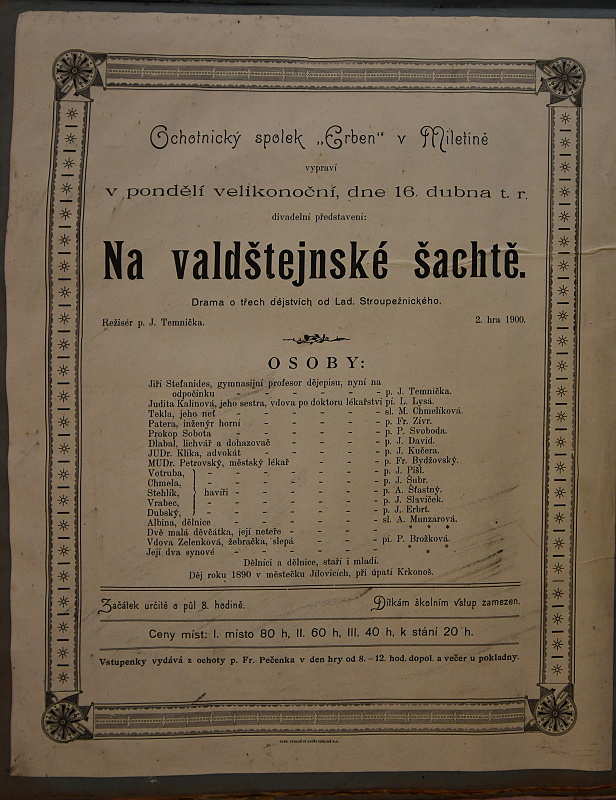 Ochotnický spolek „Erben“ v Miletíně
vypraví
v pondělí velikonoční, dne 16. dubna t. r.
divadelní představení:
Na valdštejnské šachtě.
Drama o třech dějstvích od Lad. Stroupežnického.
Režisér p. J. Temníčka. 2. hra 1900.
OSOBY:
Jiří Stefanides, gymnasijní profesor dějepisu, nyní na
odpočinku - - - - - - p. J. Temníčka.
Judita Kalinová, jeho sestra, vdova po doktoru lékařství pí. L. Lysá.
Tekla, jeho neť - - - - - - sl. M. Chmelíková.
Patera, inženýr horní - - - - - - p. Fr. Zívr.
Prokop Sobota - - - - - - p. P. Svoboda.
Dlabal, lichvář a dohazovač - - - - - p. J. David.
JUDr. Klika, advokát - - - - - - p. J. Kučera.
MUDr. Petrovský, městský lékař - - - - p. Fr. Bydžovský.
Votruba, - - - - - - p. J. Pišl.
Chmela, - - - - - - p. J. Šubr.
Stehlík, havíři - - - - - - p. A. Šťastný.
Vrabec, - - - - - - p. J. Slavíček.
Dubský, - - - - - - p. J. Erbrt.
Albína, dělnice - - - - - - sl. A. Munzarová.
Dvě malé děvčátka, její neteře - - - - * * *
Vdova Zelenková, žebračka, slepá - - - - pí. P. Brožková.
Její dva synové - - - - - - * * *
Dělníci a dělnice, staří i mladí.
Děj roku 1890 v městečku Jílovicích, při úpatí Krkonoš.
Začátek určitě o půl 8. hodině. Dítkám školním vstup zamezen.
Ceny míst: I. místo 80 h, II. 60 h, III. 40 h, k stání 20 h.
Vstupenky vydává z ochoty p. Fr. Pečenka v den hry od 8. – 12. hod. dopol. a večer u pokladny.